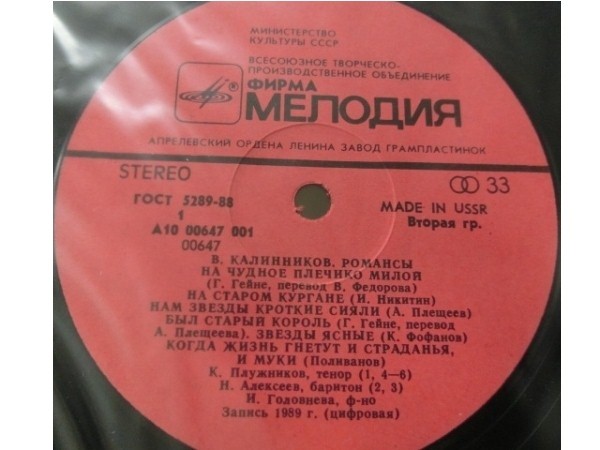 МИНИСТЕРСТВО
КУЛЬТУРЫ СССР
ВСЕСОЮЗНОЕ ТВОРЧЕСКО-
ПРОИЗВОДСТВЕННОЕ ОБЪЕДИНЕНИЕ
ФИРМА
МЕЛОДИЯ
АПРЕЛЕВСКИЙ ОРДЕНА ЛЕНИНА ЗАВОД ГРАМПЛАСТИНОК
STEREO
33
ГОСТ 5289-88
MADE IN USSR
1
Вторая гр.
А10 00647 001
00647
В. КАЛИННИКОВ. РОМАНСЫ
НА ЧУДНОЕ ПЛЕЧИКО МИЛОЙ
(Г. Гейне, перевод В. Федорова)
НА СТАРОМ КУРГАНЕ (И. Никитин)
НАМ ЗВЕЗДЫ КРОТКИЕ СИЯЛИ (А. Плещеев)
БЫЛ СТАРЫЙ КОРОЛЬ (Г. Гейне, перевод
А. Плещеева). ЗВЕЗДЫ ЯСНЫЕ (К. Фофанов)
КОГДА ЖИЗНЬ ГНЕТУТ И СТРАДАНЬЯ,
И МУКИ (Поливанов)
К. Плужников, тенор (1, 4—6)
Н. Алексеев, баритон (2, 3)
И. Головнева, ф-но
Запись 1989 г. (цифровая)